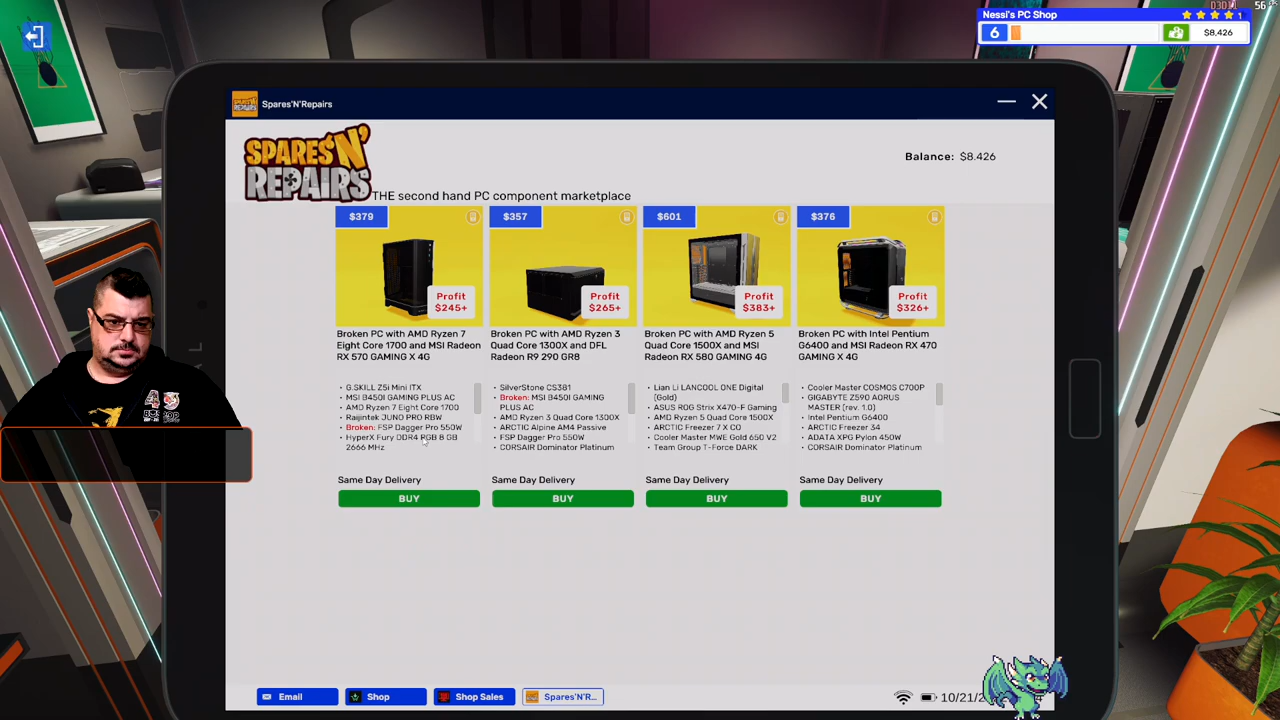 D3D11 56
Nessi's PC Shop 1
6 $8,426
Spares'N'Repairs
SPARES N'
REPAIRS
THE second hand PC component marketplace
Balance: $8.426
$379
Profit
$245+
Broken PC with AMD Ryzen 7
Eight Core 1700 and MSI Radeon
RX 570 GAMING X 4G
• G.SKILL Z5i Mini ITX
• MSI B450I GAMING PLUS AC
• AMD Ryzen 7 Eight Core 1700
• Raijintek JUNO RBW
• Broken: FSP Dagger Pro 550W
• HyperX Fury DDR4 RGB 8 GB
2666 MHz
Same Day Delivery
BUY
$357
Profit
$265+
Broken PC with AMD Ryzen 3
Quad Core 1300X and DFL
Radeon R9 290 GR8
• SilverStone CS381
• Broken: MSI B450I GAMING
PLUS AC
• AMD Ryzen 3 Quad Core 1300X
• ARCTIC Alpine AM4 Passive
• FSP Dagger Pro 550W
• CORSAIR Dominator Platinum
Same Day Delivery
BUY
$601
Profit
$383+
Broken PC with AMD Ryzen 5
Quad Core 1500X and MSI
Radeon RX 580 GAMING 4G
• Lian Li LANCOOL ONE Digital
(Gold)
• ASUS ROG Strix X470-F Gaming
• AMD Ryzen 5 Quad Core 1500X
• ARCTIC Freezer 7 X CO
• Cooler Master MWE Gold 650 V2
• Team Group T-Force DARK
Same Day Delivery
BUY
$376
Profit
$326+
Broken PC with Intel Pentium
G6400 and MSI Radeon RX 470
GAMING X 4G
• Cooler Master COSMOS C700P
• GIGABYTE Z590 AORUS
MASTER (rev. 1.0)
• Intel Pentium G6400
• ARCTIC Freezer 34
• ADATA XPG Pylon 450W
• CORSAIR Dominator Platinum
Same Day Delivery
BUY
Email
Shop
Shop Sales
Spares'N'R...
10/21/2